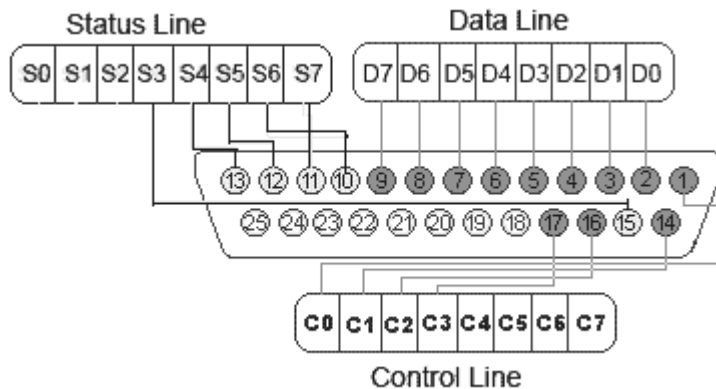 Status Line Data Line
S0 S1 S2 S3 S4 S5 S6 S7 D7 D6 D5 D4 D3 D2 D1 D0
13 12 11 10 9 8 7 6 5 4 3 2 1
25 24 23 22 21 20 19 18 17 16 15 14
C0 C1 C2 C3 C4 C5 C6 C7
Control Line